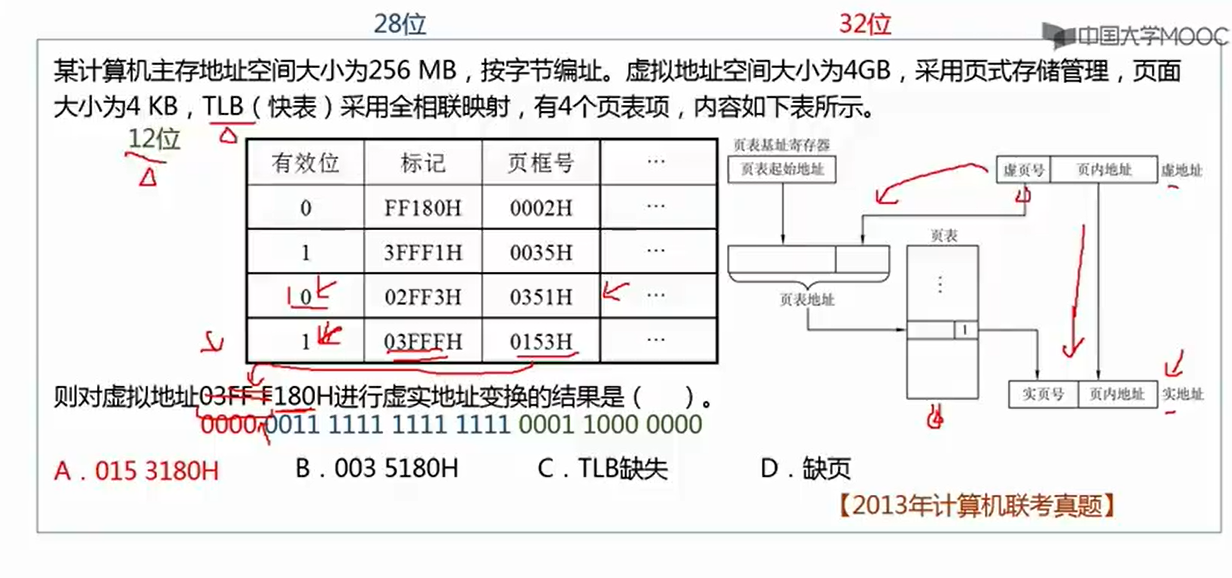 28位
32位
中国大学MOOC
某计算机主存地址空间大小为256 MB，按字节编址。虚拟地址空间大小为4GB，采用页式存储管理，页面
大小为4 KB，TLB（快表）采用全相联映射，有4个页表项，内容如下表所示。
12位
有效位 标记 页框号 …
0 FF180H 0002H …
1 3FFF1H 0035H …
0 02FF3H 0351H …
1 03FFFH 0153H …
页表基址寄存器
页表起始地址
虚页号 页内地址 虚地址
页表
⋮
页表地址
1
实页号 页内地址 实地址
则对虚拟地址03FF F180H进行虚实地址变换的结果是（ ）。
0000 0011 1111 1111 1111 0001 1000 0000
A．015 3180H B．003 5180H C．TLB缺失 D．缺页
【2013年计算机联考真题】